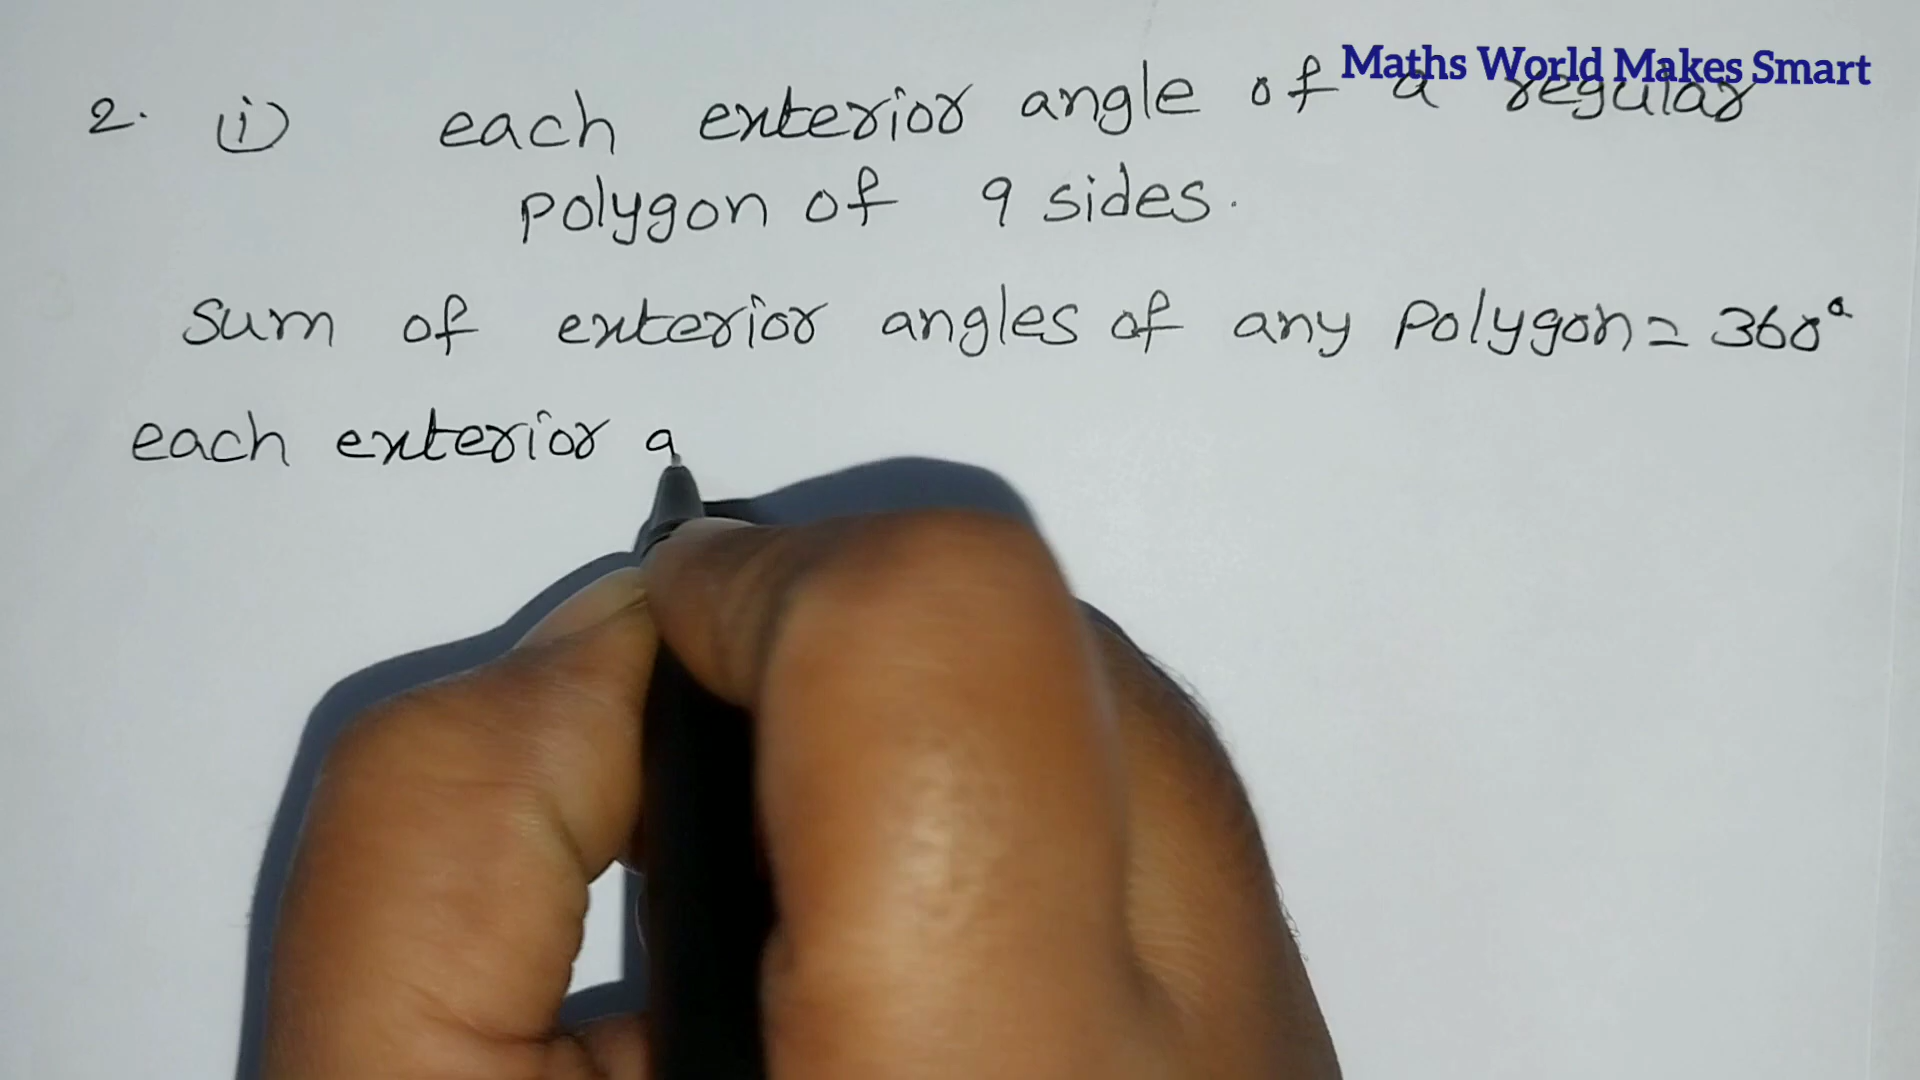 Maths World Makes Smart
2. (i) each exterior angle of a regular
polygon of 9 sides.
Sum of exterior angles of any polygon = 360°
each exterior a